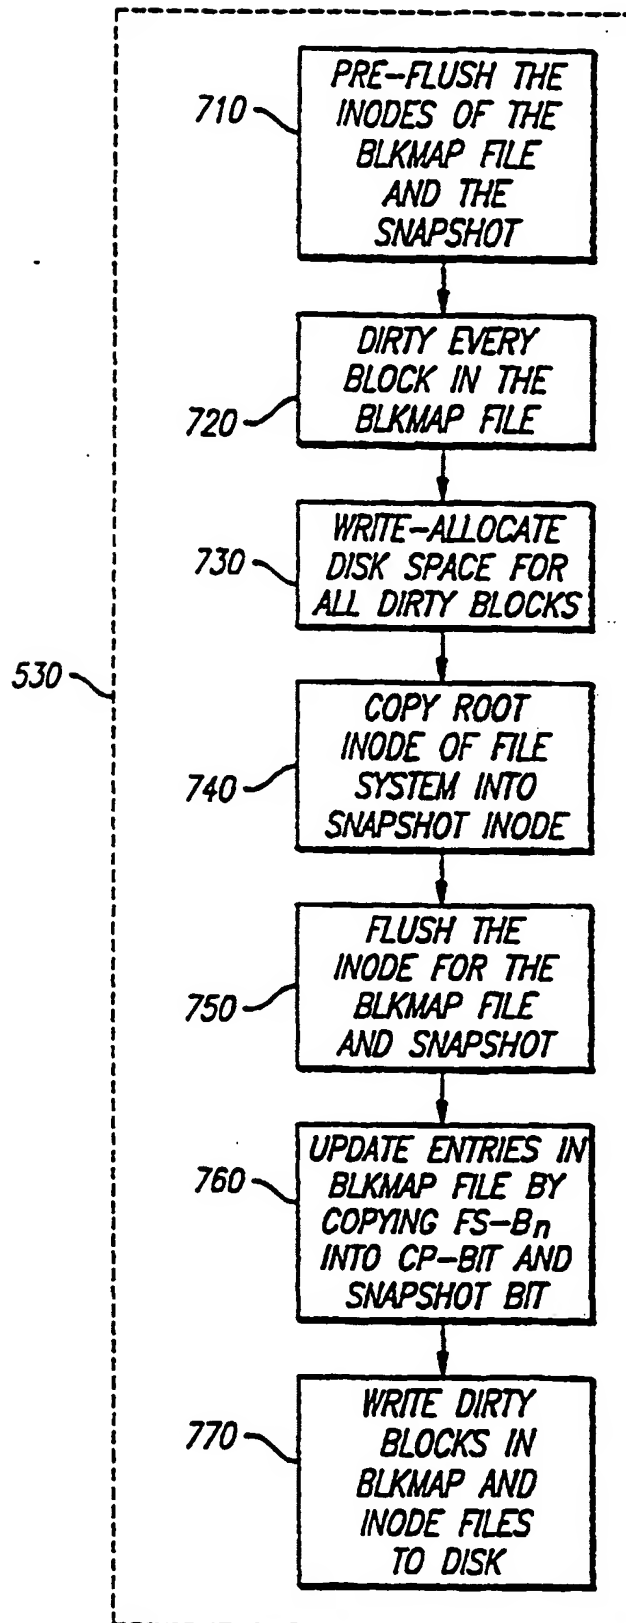 710
PRE-FLUSH THE
INODES OF THE
BLKMAP FILE
AND THE
SNAPSHOT
720
DIRTY EVERY
BLOCK IN THE
BLKMAP FILE
730
WRITE-ALLOCATE
DISK SPACE FOR
ALL DIRTY BLOCKS
530
740
COPY ROOT
INODE OF FILE
SYSTEM INTO
SNAPSHOT INODE
750
FLUSH THE
INODE FOR THE
BLKMAP FILE
AND SNAPSHOT
760
UPDATE ENTRIES IN
BLKMAP FILE BY
COPYING FS-Bn
INTO CP-BIT AND
SNAPSHOT BIT
770
WRITE DIRTY
BLOCKS IN
BLKMAP AND
INODE FILES
TO DISK